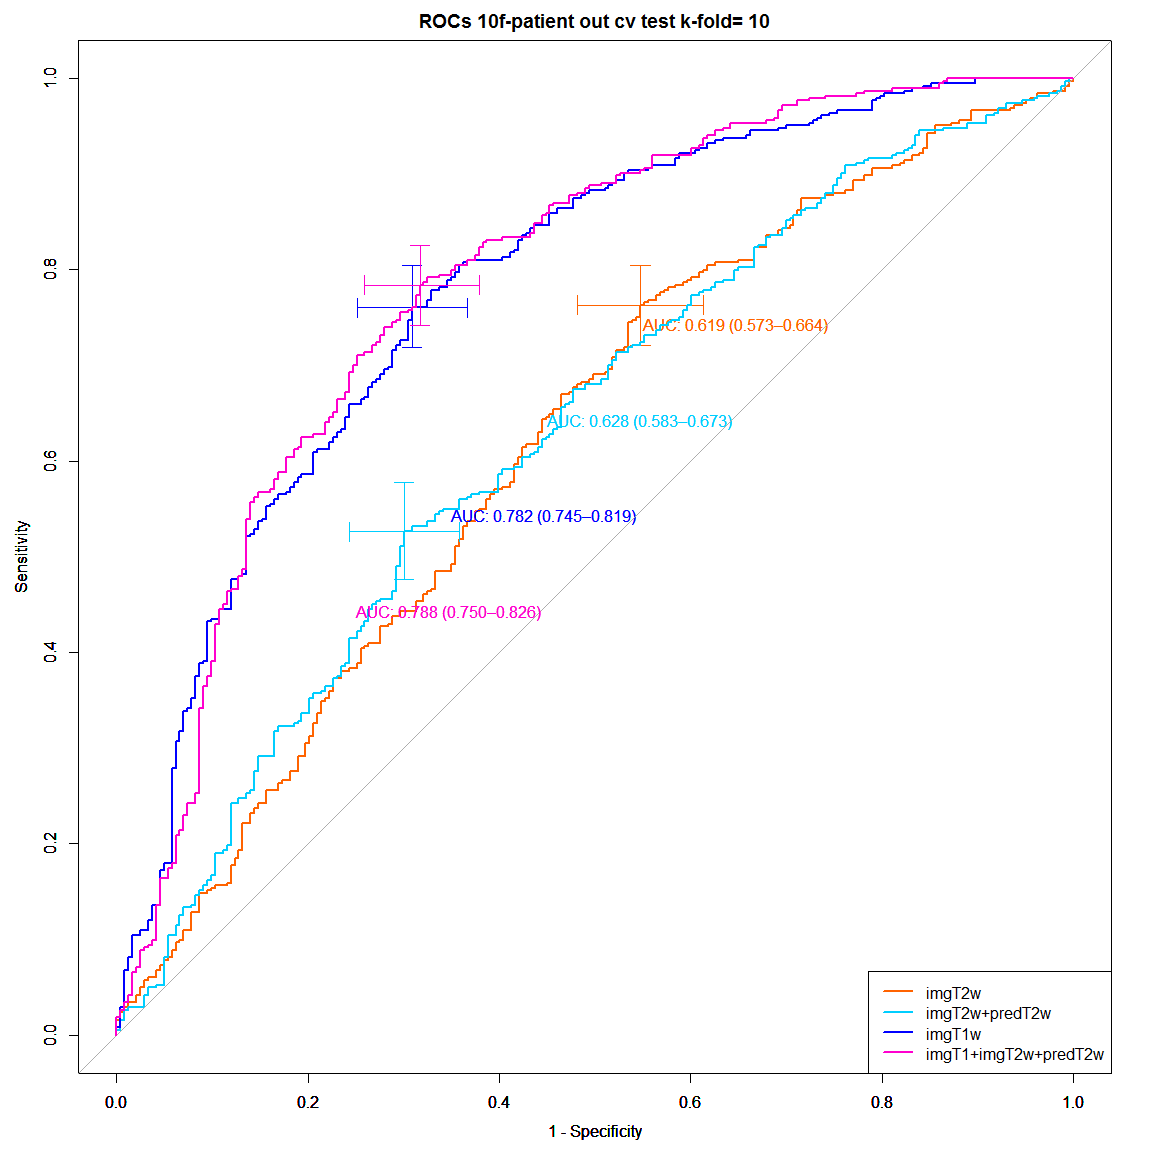 ROCs 10f-patient out cv test k-fold= 10
1.0
0.8
0.6
0.4
0.2
0.0
Sensitivity
AUC: 0.619 (0.573–0.664)
AUC: 0.628 (0.583–0.673)
AUC: 0.782 (0.745–0.819)
AUC: 0.788 (0.750–0.826)
imgT2w
imgT2w+predT2w
imgT1w
imgT1+imgT2w+predT2w
0.0 0.2 0.4 0.6 0.8 1.0
1 - Specificity